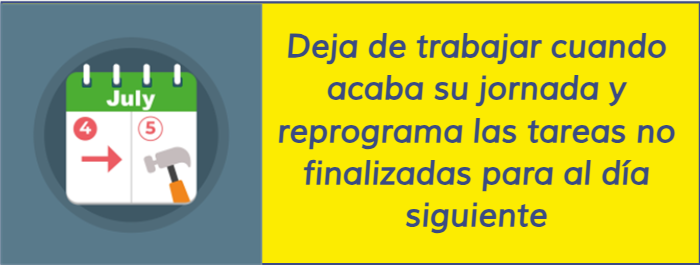 July
4
5
Deja de trabajar cuando
acaba su jornada y
reprograma las tareas no
finalizadas para al día
siguiente